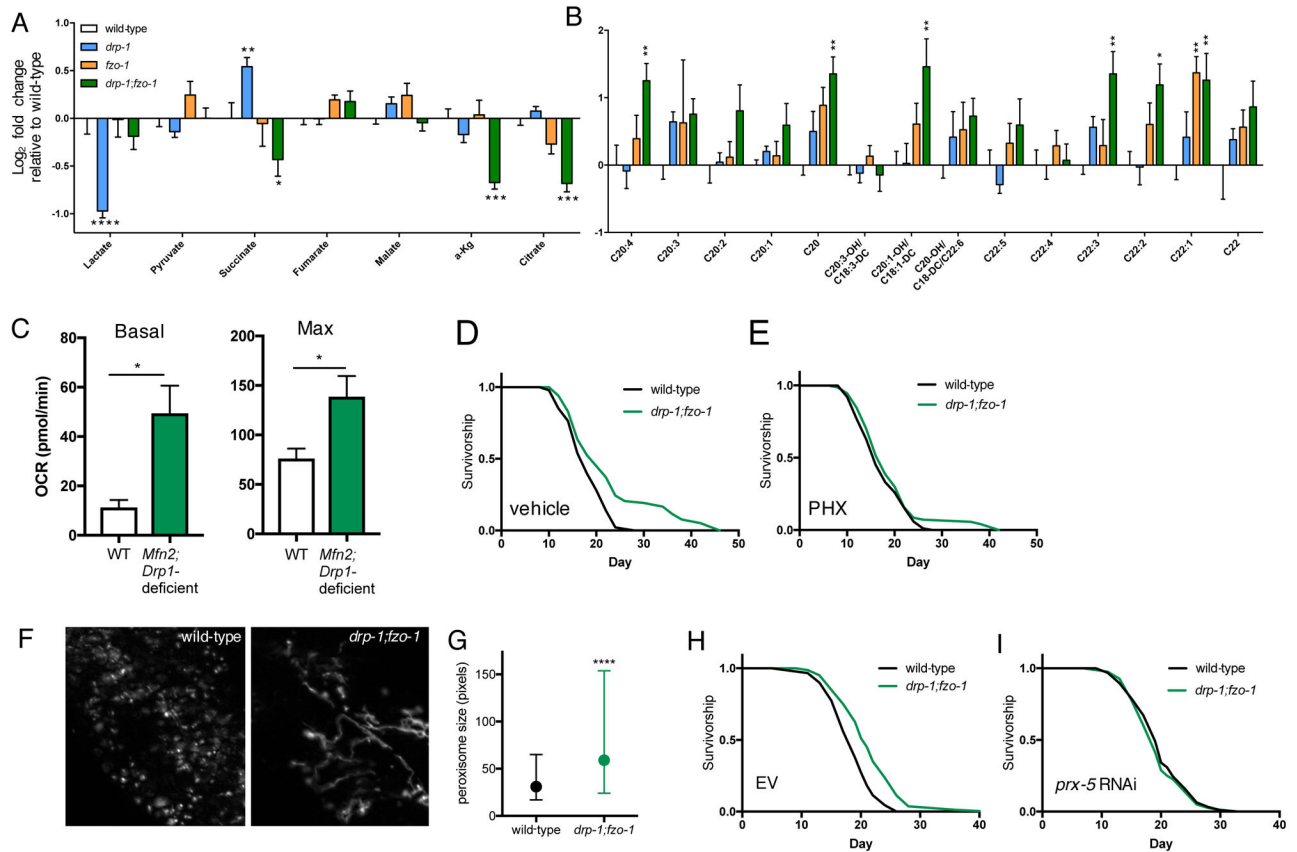 A
Log2 fold change
relative to wild-type
1.0
0.5
0.0
-0.5
-1.0
wild-type
drp-1
fzo-1
drp-1;fzo-1
****
**
*
***
***
Lactate
Pyruvate
Succinate
Fumarate
Malate
a-Kg
Citrate
B
2
1
0
-1
**
**
**
**
*
**
**
C20:4
C20:3
C20:2
C20:1
C20
C20:3-OH/
C18:3-DC
C20:1-OH/
C18:1-DC
C20-OH/
C18-DC/C22:6
C22:5
C22:4
C22:3
C22:2
C22:1
C22
C
Basal
OCR (pmol/min)
80
60
40
20
0
*
WT
Mfn2;
Drp1-
deficient
Max
200
150
100
50
0
*
WT
Mfn2;
Drp1-
deficient
D
Survivorship
1.0
0.5
0.0
wild-type
drp-1;fzo-1
vehicle
0 10 20 30 40 50
Day
E
Survivorship
1.0
0.5
0.0
wild-type
drp-1;fzo-1
PHX
0 10 20 30 40 50
Day
F
wild-type
drp-1;fzo-1
G
peroxisome size (pixels)
150
100
50
0
****
wild-type
drp-1;fzo-1
H
Survivorship
1.0
0.5
0.0
wild-type
drp-1;fzo-1
EV
0 10 20 30 40
Day
I
Survivorship
1.0
0.5
0.0
wild-type
drp-1;fzo-1
prx-5 RNAi
0 10 20 30 40
Day